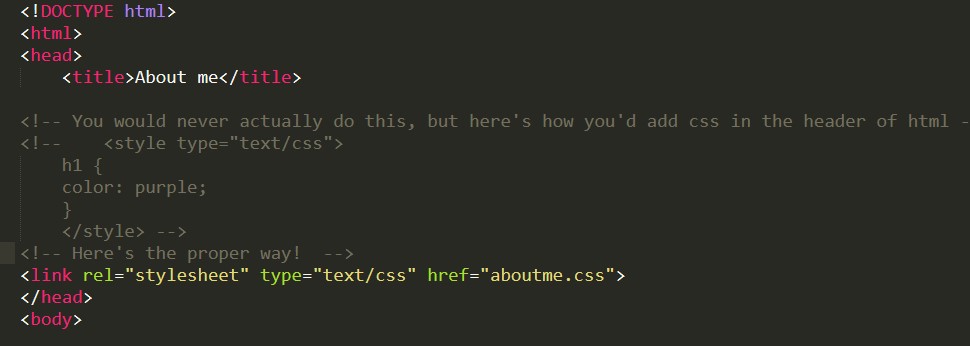 <!DOCTYPE html>
<html>
<head>
    <title>About me</title>

<!-- You would never actually do this, but here's how you'd add css in the header of html -
<!--    <style type="text/css">
    h1 {
    color: purple;
    }
    </style> -->
<!-- Here's the proper way!  -->
<link rel="stylesheet" type="text/css" href="aboutme.css">
</head>
<body>